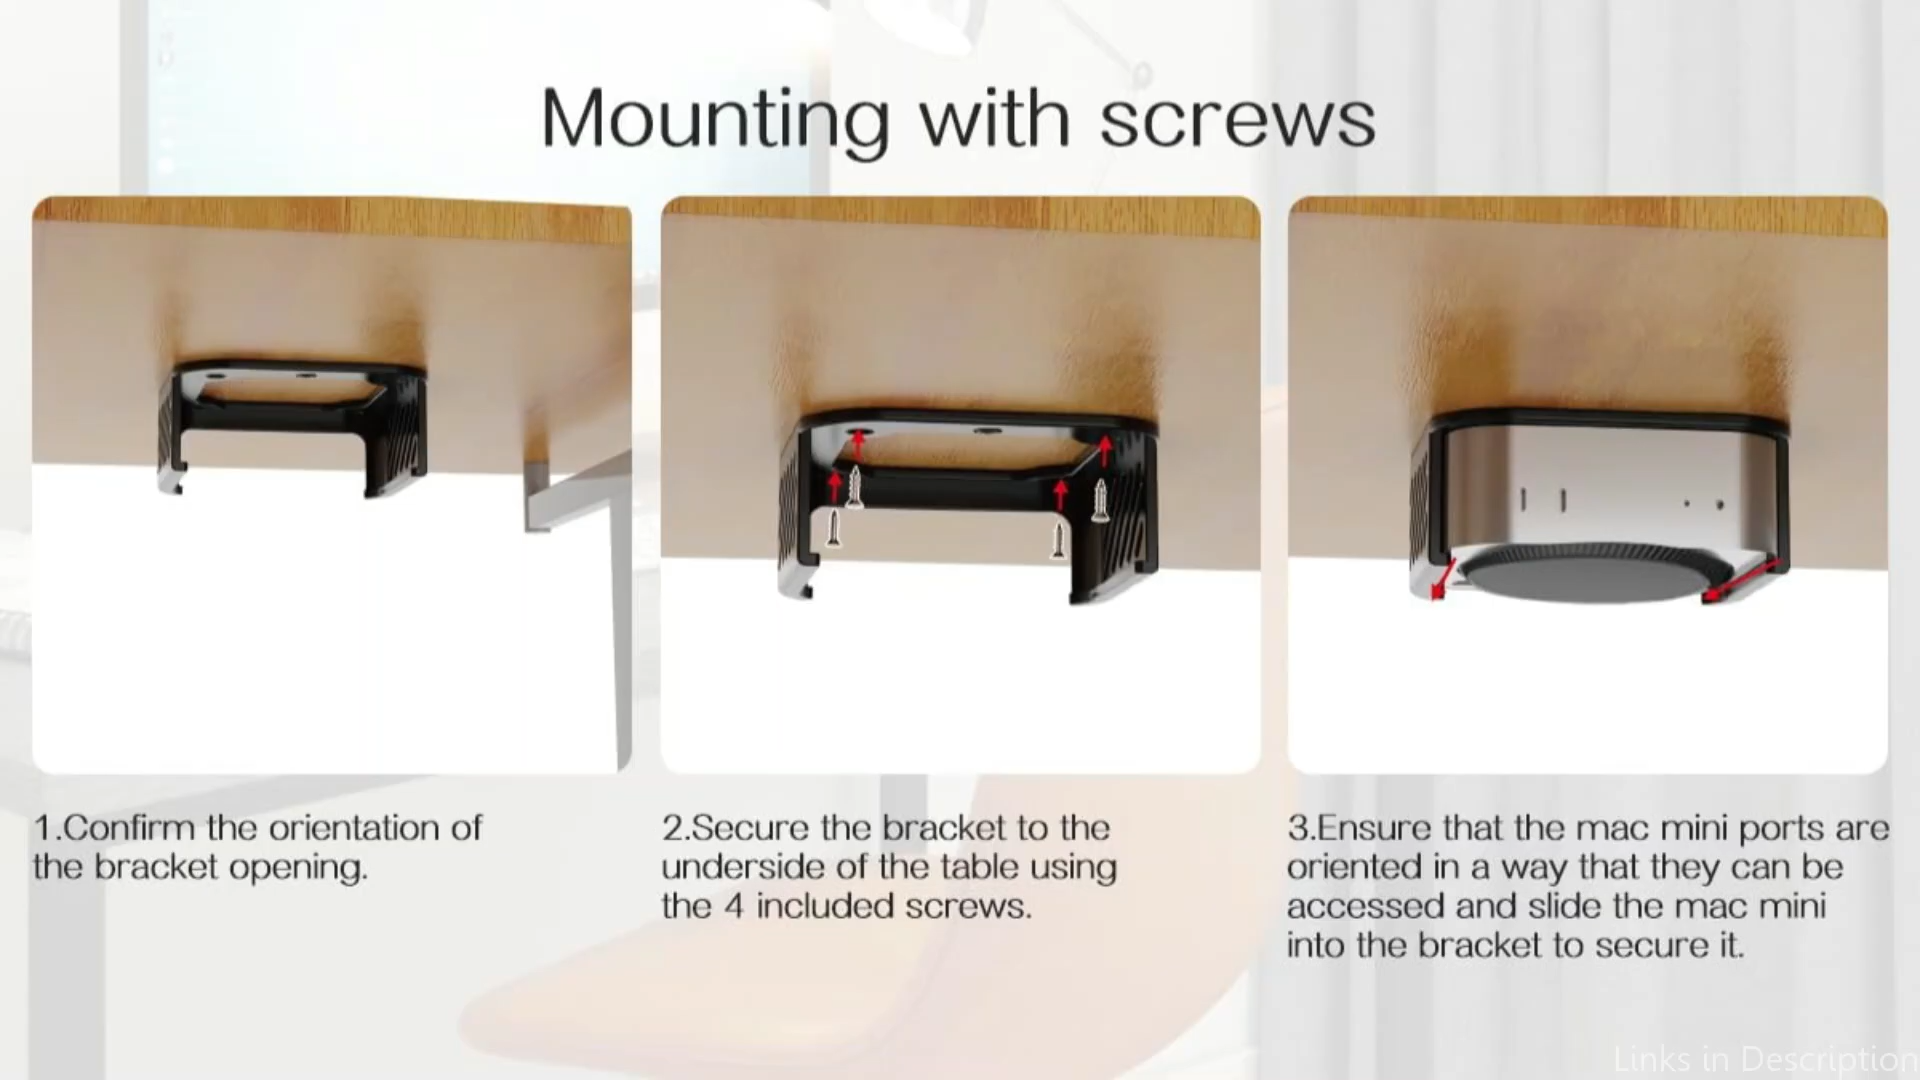 Mounting with screws
1.Confirm the orientation of
the bracket opening.
2.Secure the bracket to the
underside of the table using
the 4 included screws.
3.Ensure that the mac mini ports are
oriented in a way that they can be
accessed and slide the mac mini
into the bracket to secure it.
Links in Description